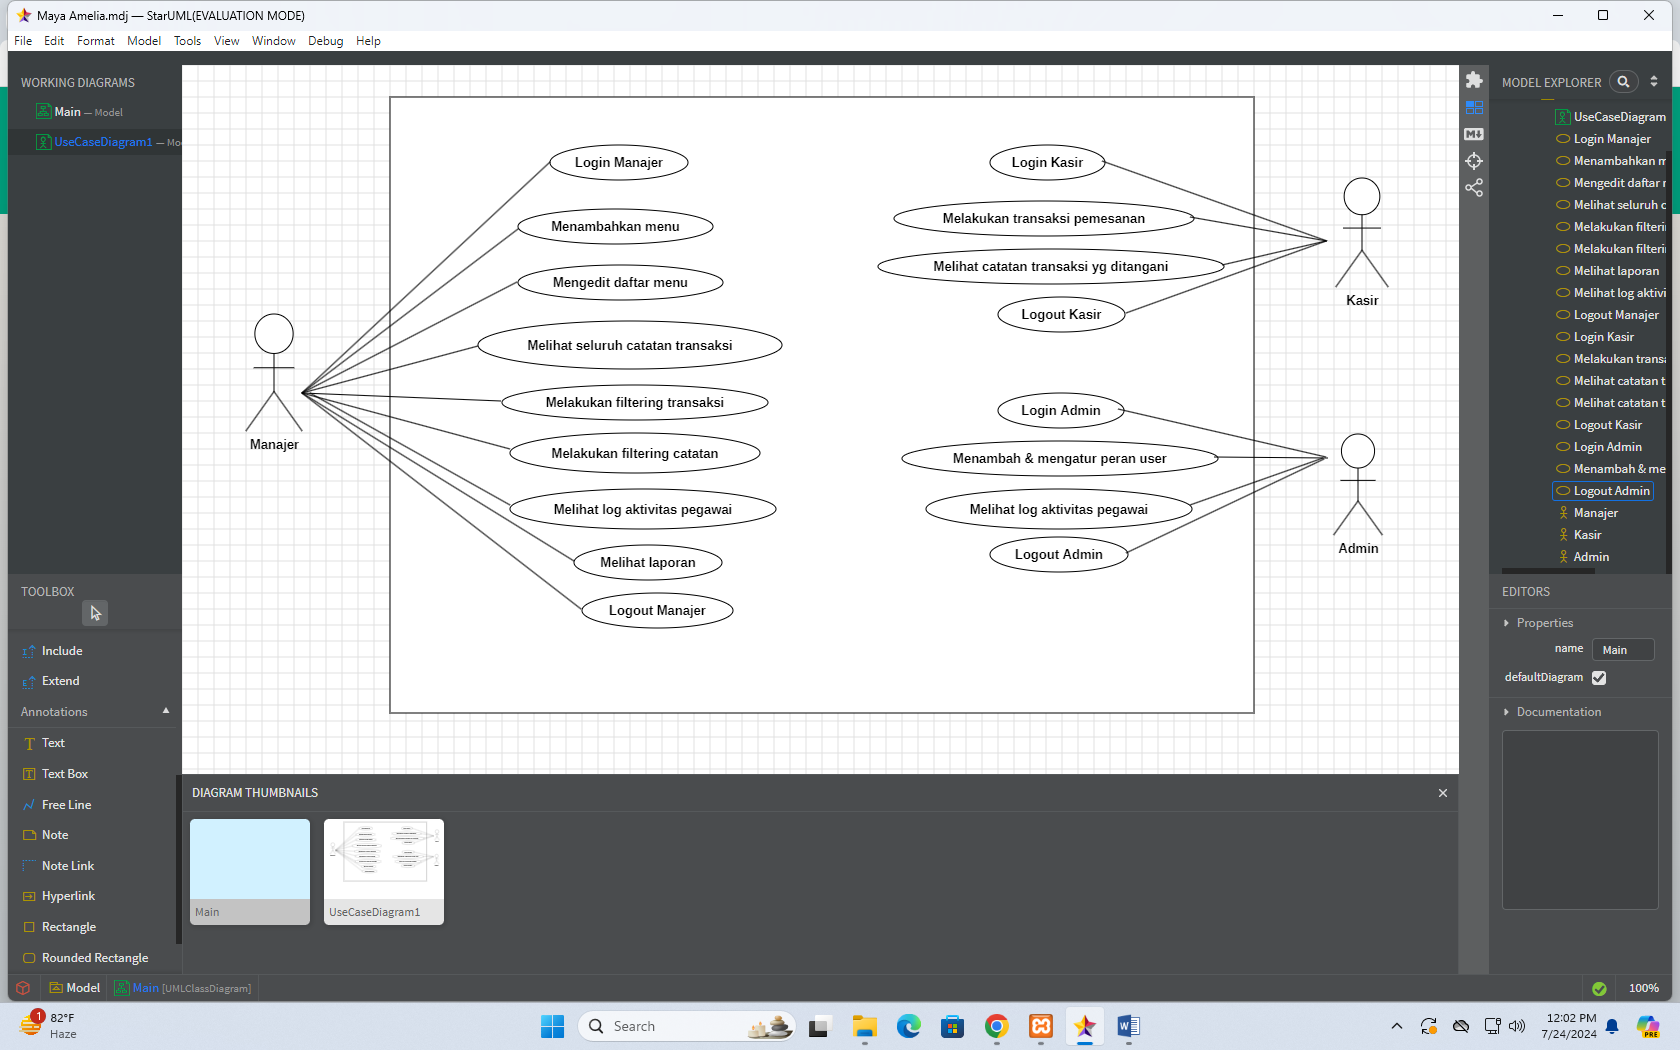 Maya Amelia.mdj — StarUML(EVALUATION MODE)
File Edit Format Model Tools View Window Debug Help
WORKING DIAGRAMS
Main — Model
UseCaseDiagram1 — Mo
TOOLBOX
Include
Extend
Annotations
Text
Text Box
Free Line
Note
Note Link
Hyperlink
Rectangle
Rounded Rectangle
Manajer
Login Manajer
Menambahkan menu
Mengedit daftar menu
Melihat seluruh catatan transaksi
Melakukan filtering transaksi
Melakukan filtering catatan
Melihat log aktivitas pegawai
Melihat laporan
Logout Manajer
Login Kasir
Melakukan transaksi pemesanan
Melihat catatan transaksi yg ditangani
Logout Kasir
Kasir
Login Admin
Menambah & mengatur peran user
Melihat log aktivitas pegawai
Logout Admin
Admin
DIAGRAM THUMBNAILS
Main
UseCaseDiagram1
MODEL EXPLORER
UseCaseDiagram
Login Manajer
Menambahkan m
Mengedit daftar r
Melihat seluruh c
Melakukan filteri
Melakukan filteri
Melihat laporan
Melihat log aktivi
Logout Manajer
Login Kasir
Melakukan transa
Melihat catatan t
Melihat catatan t
Logout Kasir
Login Admin
Menambah & me
Logout Admin
Manajer
Kasir
Admin
EDITORS
Properties
name Main
defaultDiagram
Documentation
Model Main [UMLClassDiagram]
100%
1
82°F
Haze
Search
12:02 PM
7/24/2024
PRE